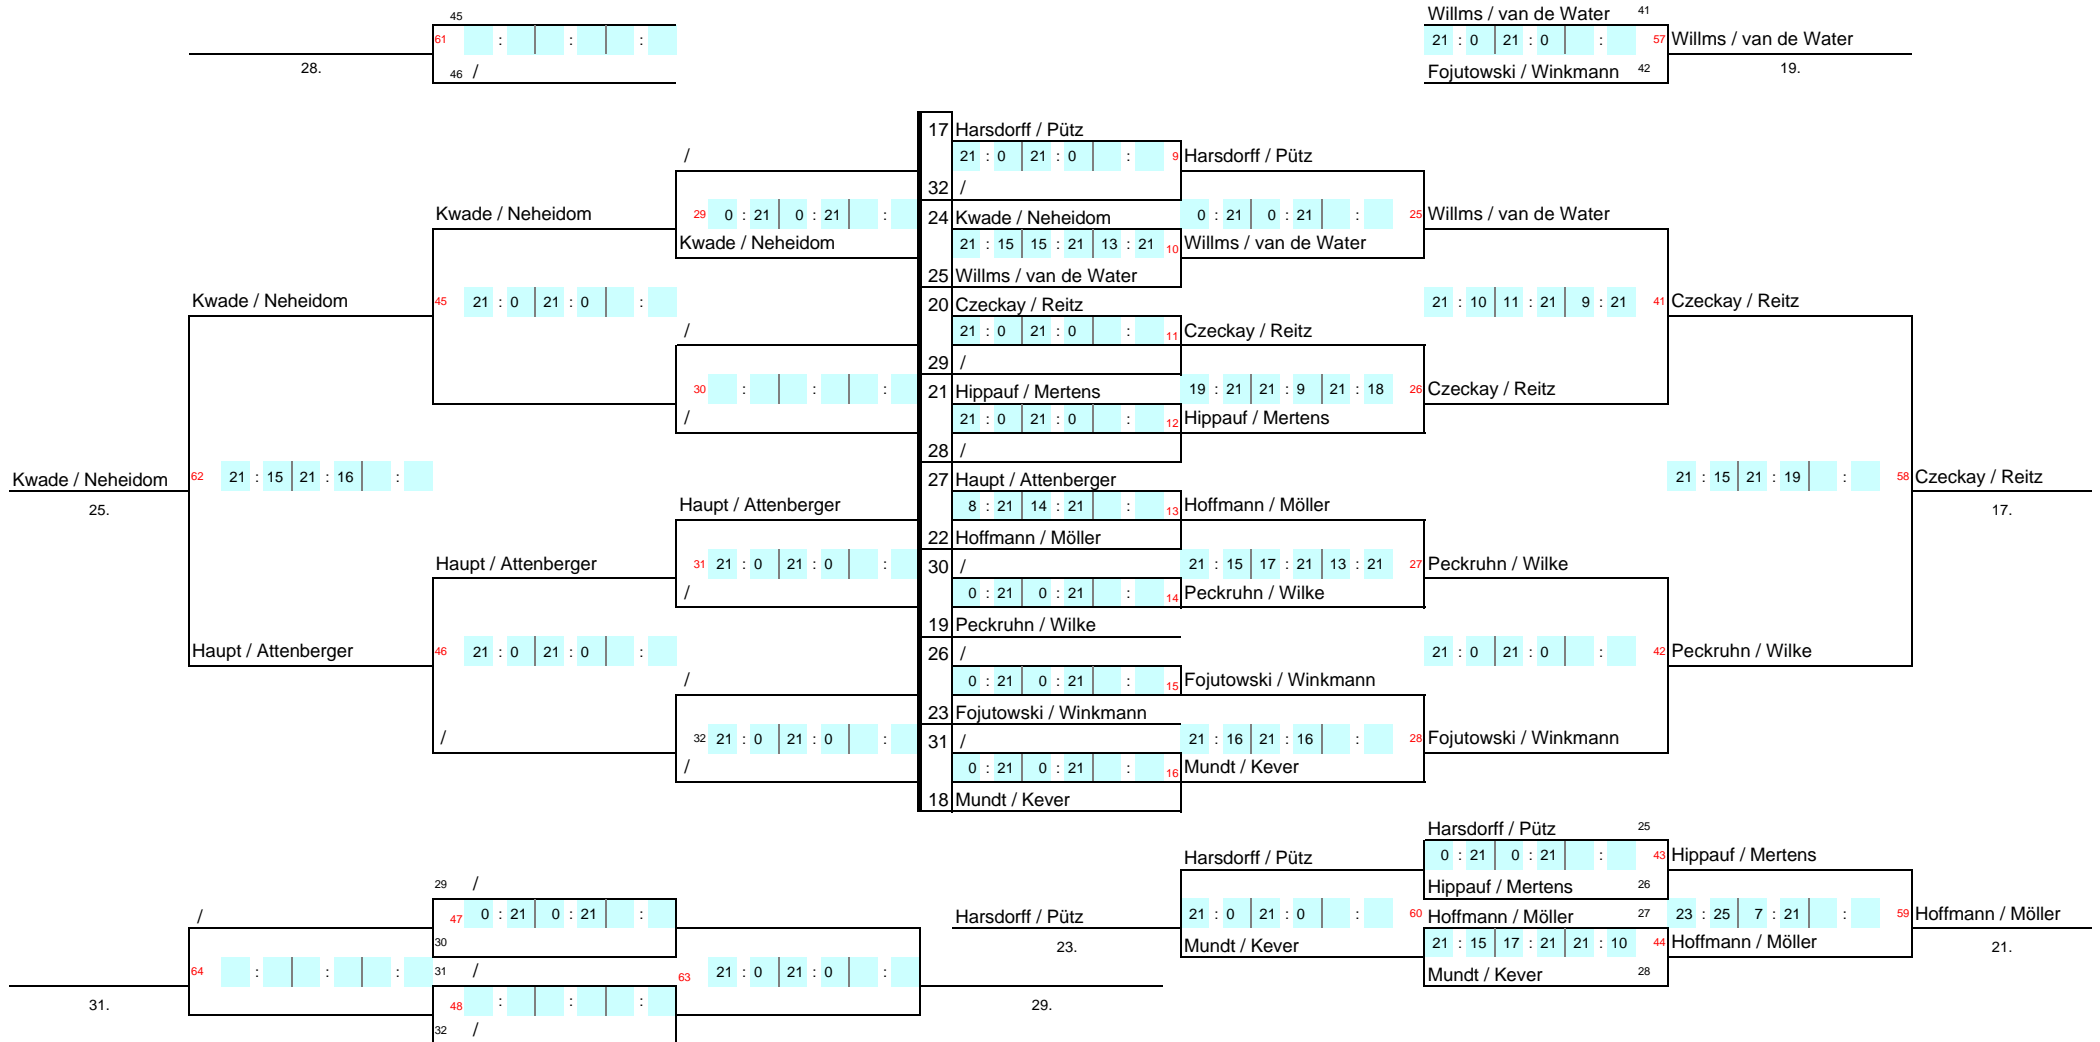 45 Willms / van de Water 41
61 : : : 21 : 0 21 : 0 : 57 Willms / van de Water
28. 46 / Fojutowski / Winkmann 42 19.
17 Harsdorff / Pütz
/ 21 : 0 21 : 0 : 9 Harsdorff / Pütz
32 /
Kwade / Neheidom 29 0 : 21 0 : 21 : 24 Kwade / Neheidom 0 : 21 0 : 21 : 25 Willms / van de Water
Kwade / Neheidom 21 : 15 15 : 21 13 : 21 10 Willms / van de Water
25 Willms / van de Water
Kwade / Neheidom 45 21 : 0 21 : 0 : 20 Czeckay / Reitz 21 : 10 11 : 21 9 : 21 41 Czeckay / Reitz
/ 21 : 0 21 : 0 : 11 Czeckay / Reitz
29 /
30 : : : 21 Hippauf / Mertens 19 : 21 21 : 9 21 : 18 26 Czeckay / Reitz
/ 21 : 0 21 : 0 : 12 Hippauf / Mertens
28 /
Kwade / Neheidom 62 21 : 15 21 : 16 : 27 Haupt / Attenberger 21 : 15 21 : 19 : 58 Czeckay / Reitz
25. Haupt / Attenberger 8 : 21 14 : 21 : 13 Hoffmann / Möller 17.
22 Hoffmann / Möller
Haupt / Attenberger 31 21 : 0 21 : 0 : 30 / 21 : 15 17 : 21 13 : 21 27 Peckruhn / Wilke
/ 0 : 21 0 : 21 : 14 Peckruhn / Wilke
19 Peckruhn / Wilke
Haupt / Attenberger 46 21 : 0 21 : 0 : 26 / 21 : 0 21 : 0 : 42 Peckruhn / Wilke
/ 0 : 21 0 : 21 : 15 Fojutowski / Winkmann
23 Fojutowski / Winkmann
/ 32 21 : 0 21 : 0 : 31 / 21 : 16 21 : 16 : 28 Fojutowski / Winkmann
/ 0 : 21 0 : 21 : 16 Mundt / Kever
18 Mundt / Kever
Harsdorff / Pütz 25
Harsdorff / Pütz 0 : 21 0 : 21 : 43 Hippauf / Mertens
29 / Hippauf / Mertens 26
/ 47 0 : 21 0 : 21 : Harsdorff / Pütz 21 : 0 21 : 0 : 60 Hoffmann / Möller 27 23 : 25 7 : 21 : 59 Hoffmann / Möller
30 23. Mundt / Kever 21 : 15 17 : 21 21 : 10 44 Hoffmann / Möller 21.
64 : : : 31 / 63 21 : 0 21 : 0 : Mundt / Kever 28
31. 48 : : : 29.
32 /